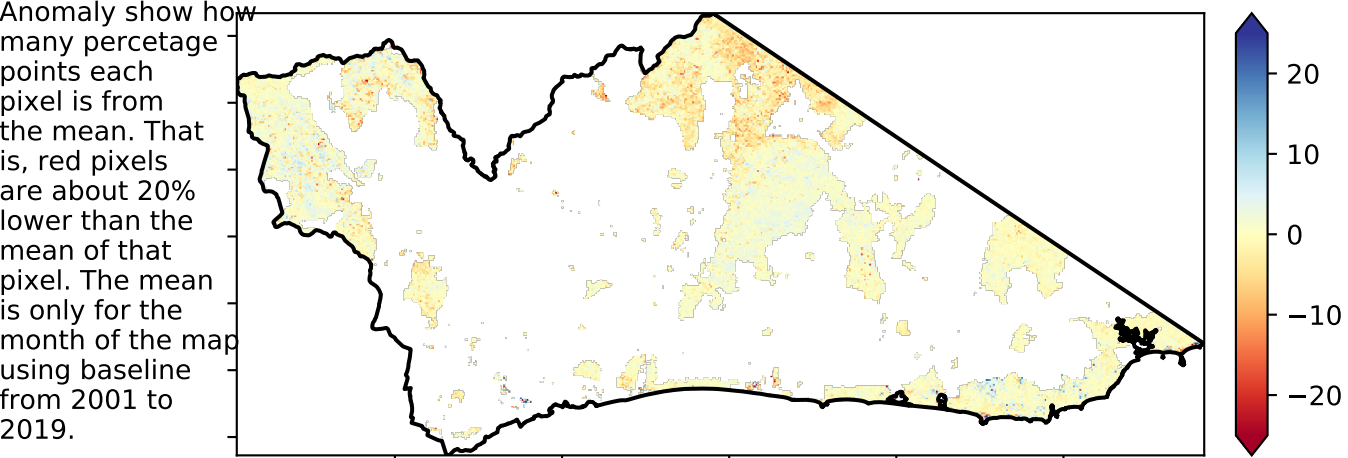 Anomaly show how
many percetage
points each
pixel is from
the mean. That
is, red pixels
are about 20%
lower than the
mean of that
pixel. The mean
is only for the
month of the map
using baseline
from 2001 to
2019.
20
10
0
−10
−20